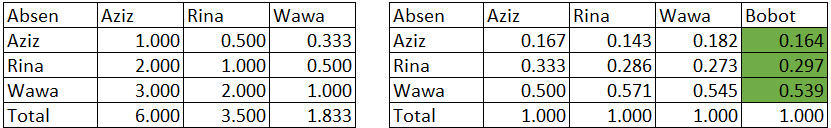 Absen Aziz Rina Wawa
Aziz 1.000 0.500 0.333
Rina 2.000 1.000 0.500
Wawa 3.000 2.000 1.000
Total 6.000 3.500 1.833
Absen Aziz Rina Wawa Bobot
Aziz 0.167 0.143 0.182 0.164
Rina 0.333 0.286 0.273 0.297
Wawa 0.500 0.571 0.545 0.539
Total 1.000 1.000 1.000 1.000